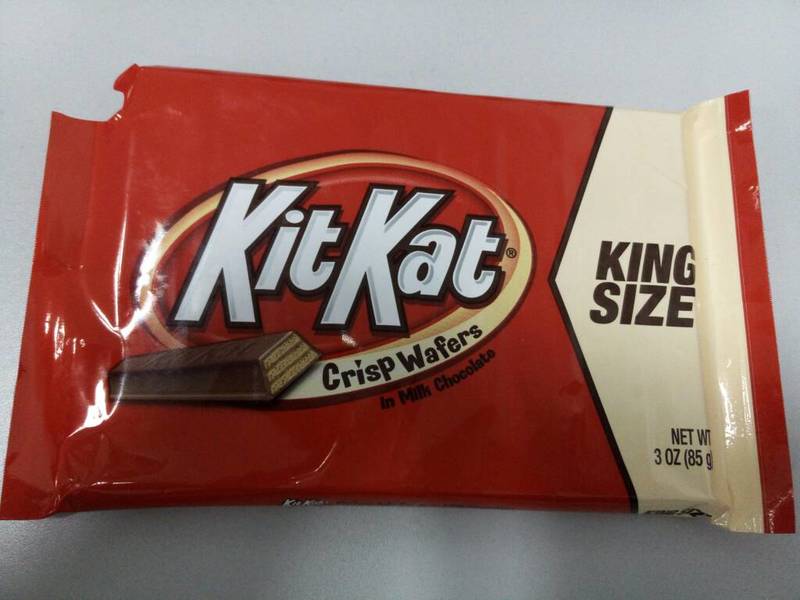 KitKat®
Crisp Wafers
In Milk Chocolate
KING
SIZE
NET WT
3 OZ (85 g